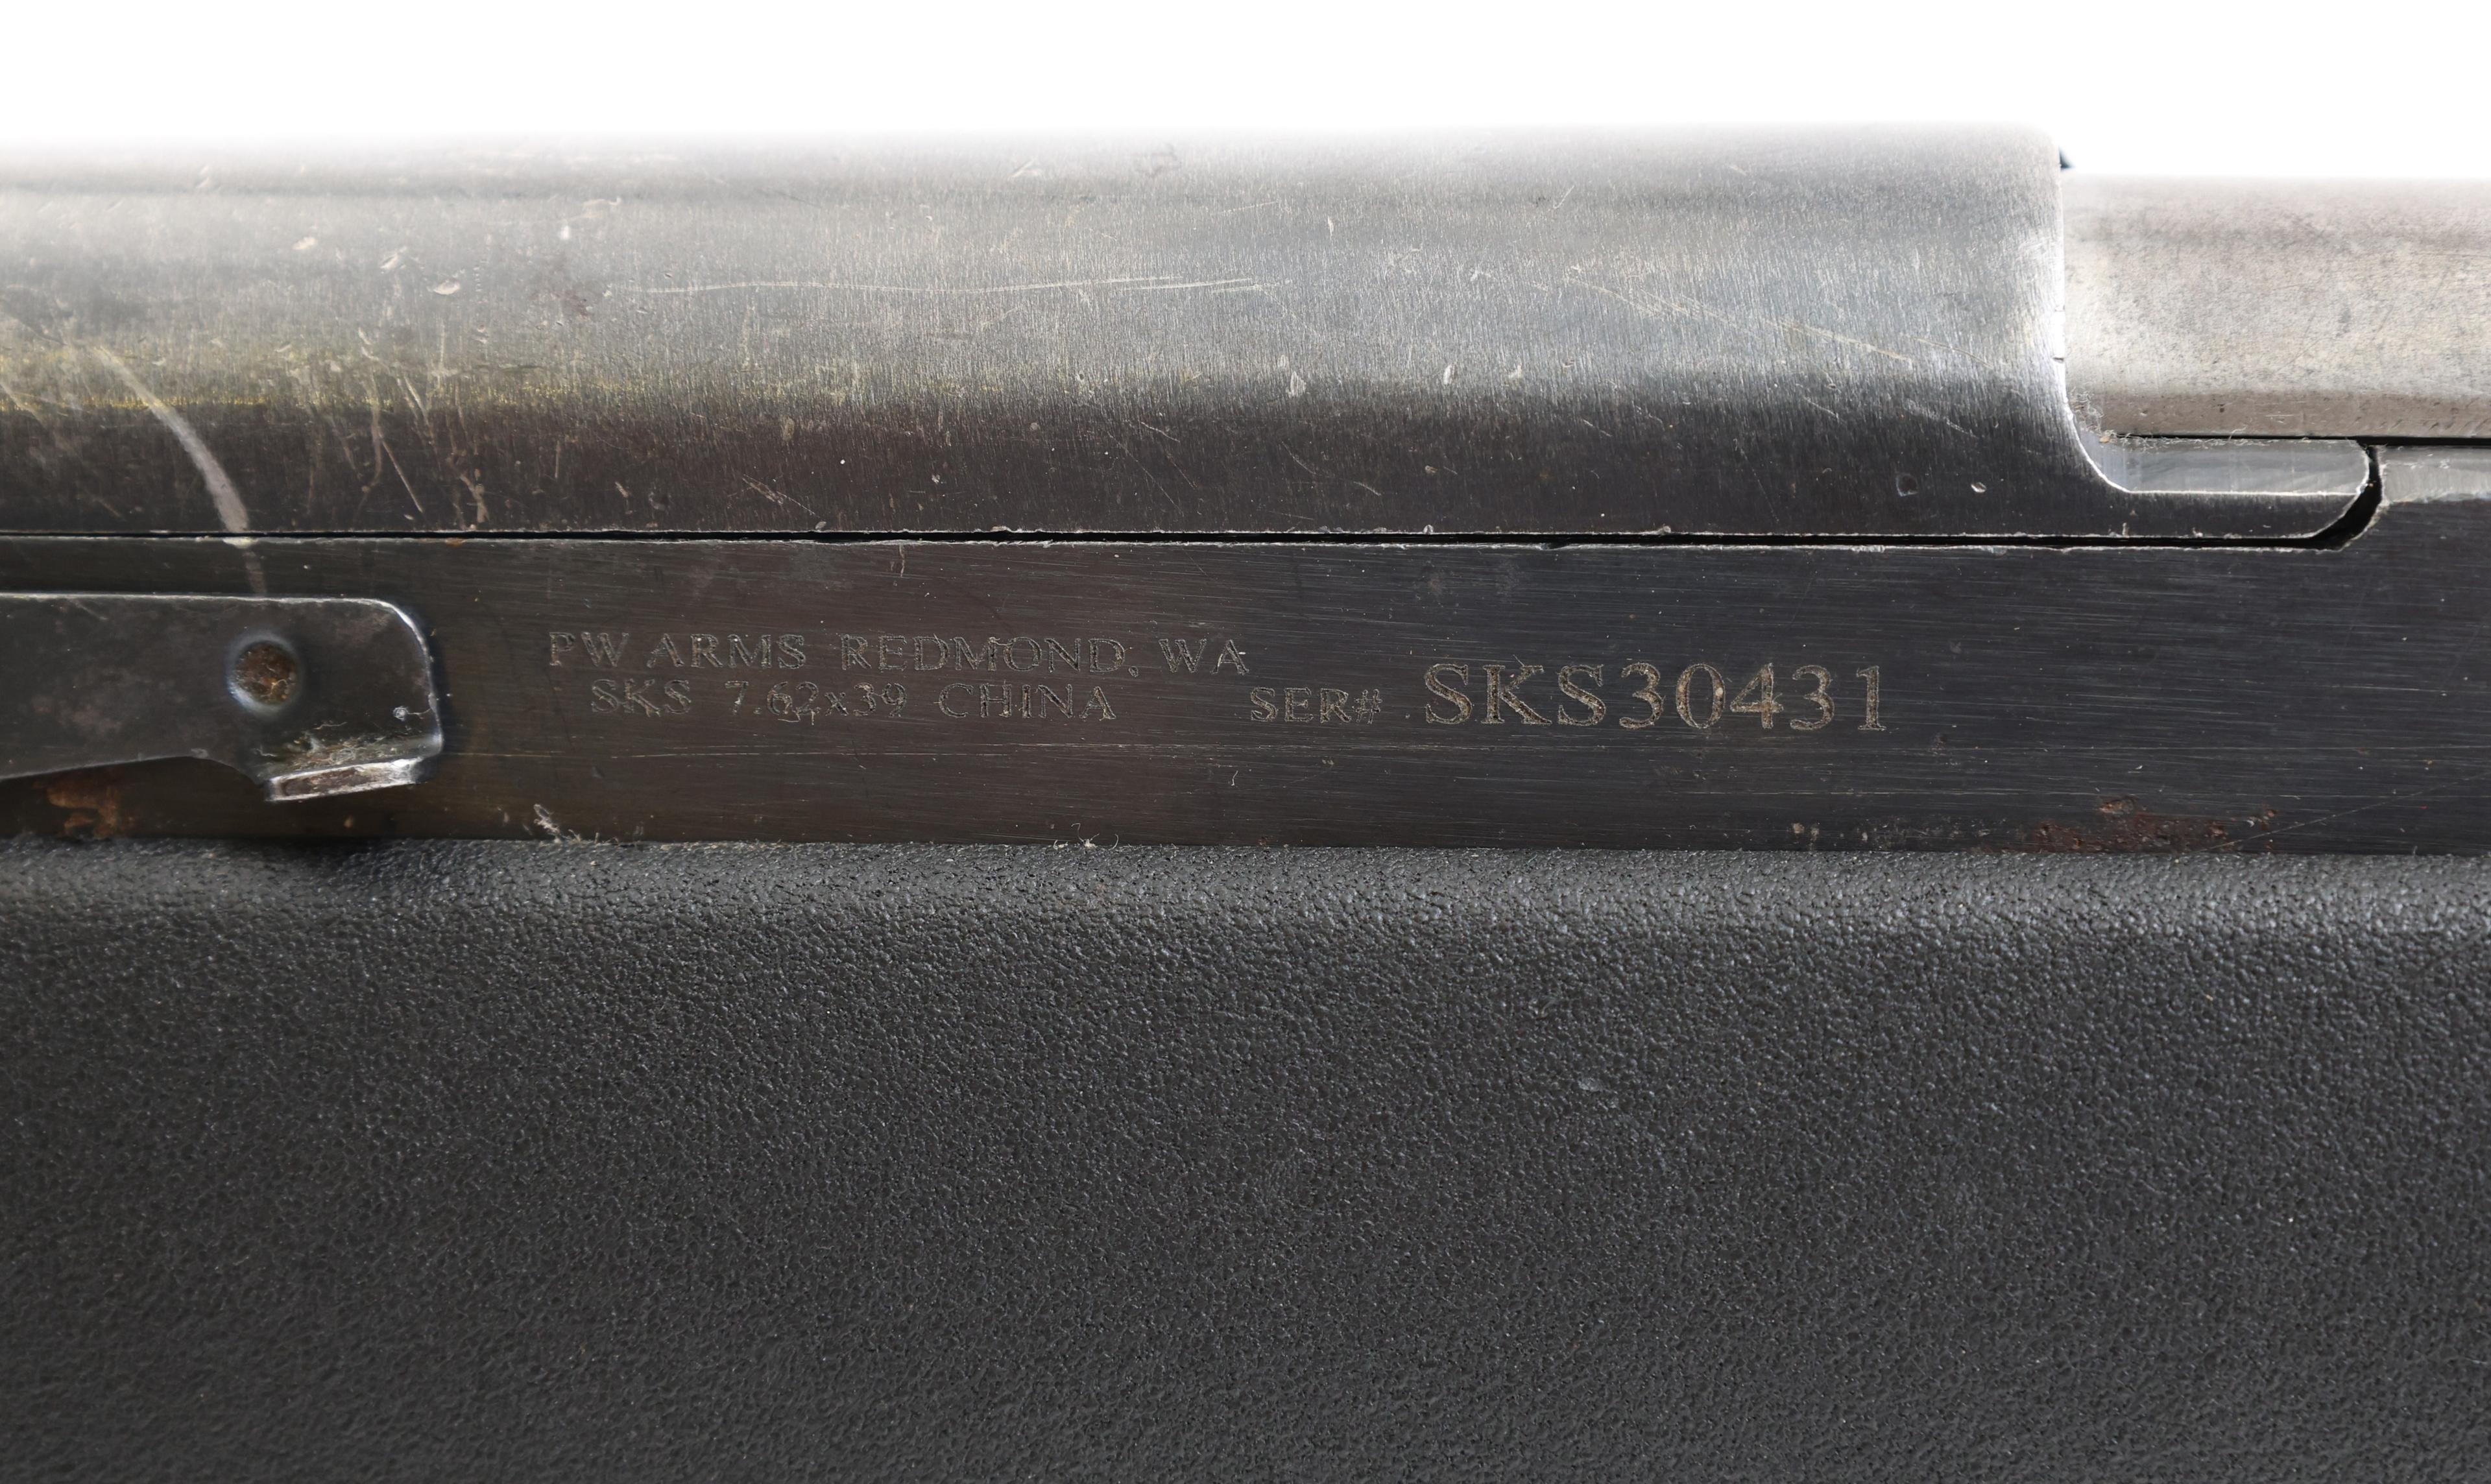 PW ARMS REDMOND, WA
SKS 7.62x39 CHINA
SER# SKS30431